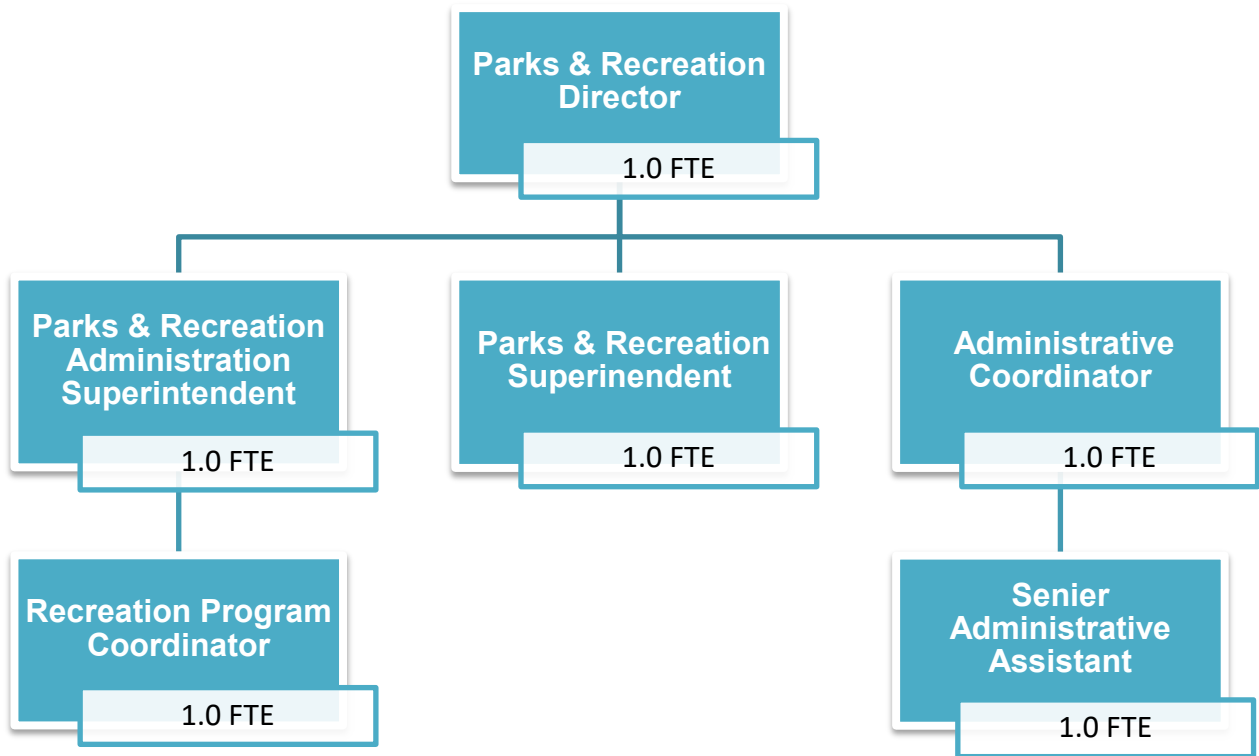 Parks & Recreation
Director
1.0 FTE
Parks & Recreation
Administration
Superintendent
1.0 FTE
Parks & Recreation
Superinendent
1.0 FTE
Administrative
Coordinator
1.0 FTE
Recreation Program
Coordinator
1.0 FTE
Senier
Administrative
Assistant
1.0 FTE